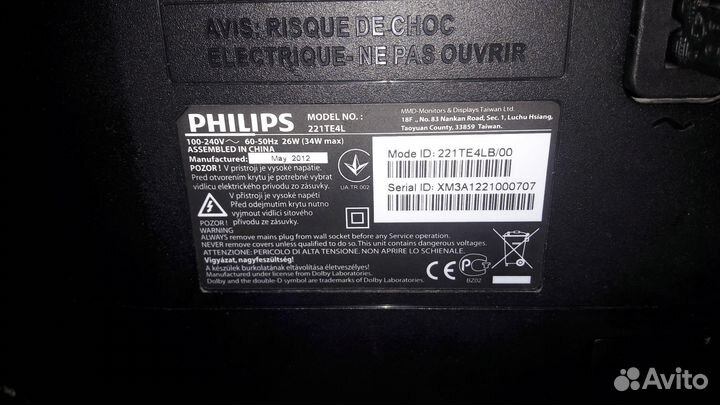 AVIS: RISQUE DE CHOC
ELECTRIQUE- NE PAS OUVRIR
PHILIPS
MODEL NO. :
221TE4L
100-240V~ 60-50Hz 26W (34W max)
ASSEMBLED IN CHINA
Manufactured: May 2012
POZOR ! V přístroji je vysoké napětie.
Pred otvorením krytu je potrebné vybrať
vidlicu elektrického prívodu zo zásuvky.
V přístroji je vysoké napětí
Před odejmutím krytu nutno
vyjmout vidlici síťového
přívodu ze zásuvky.
POZOR !
UA TR 002
WARNING
ALWAYS remove mains plug from wall socket before any Service operation.
NEVER remove covers unless qualified to do so.This unit contains dangerous voltages.
ATTENZIONE: PERICOLO DI ALTA TENSIONE. NON APRIRE LO SCHIENALE.
Vigyázat, nagyfeszültség!
A készülék burkolatának eltávolítása életveszélyes!
Manufactured under license from Dolby Laboratories.
Dolby and the double-D symbol are trademarks of Dolby Laboratories.
MMD-Monitors & Displays Taiwan Ltd.
18F ., No. 83 Nankan Road, Sec. 1, Luchu Hsiang,
Taoyuan County, 33859 Taiwan.
Mode ID: 221TE4LB/00
Serial ID: XM3A1221000707
CE
BZ02
Avito